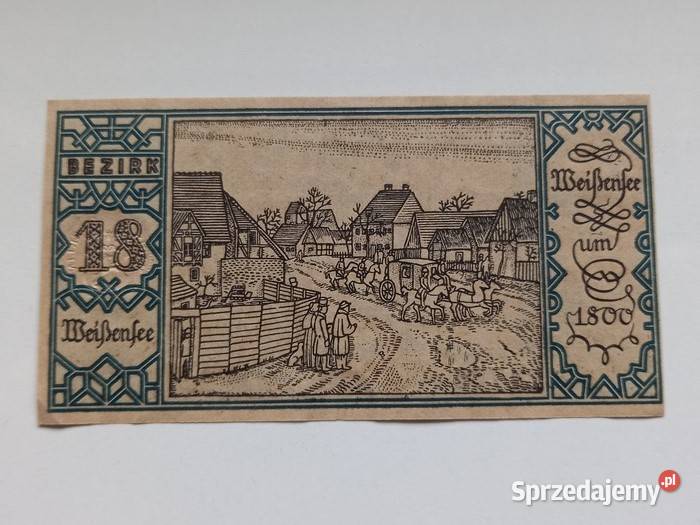 BEZIRK
18
Weißensee
Weißensee
um
1800
Sprzedajemy.pl